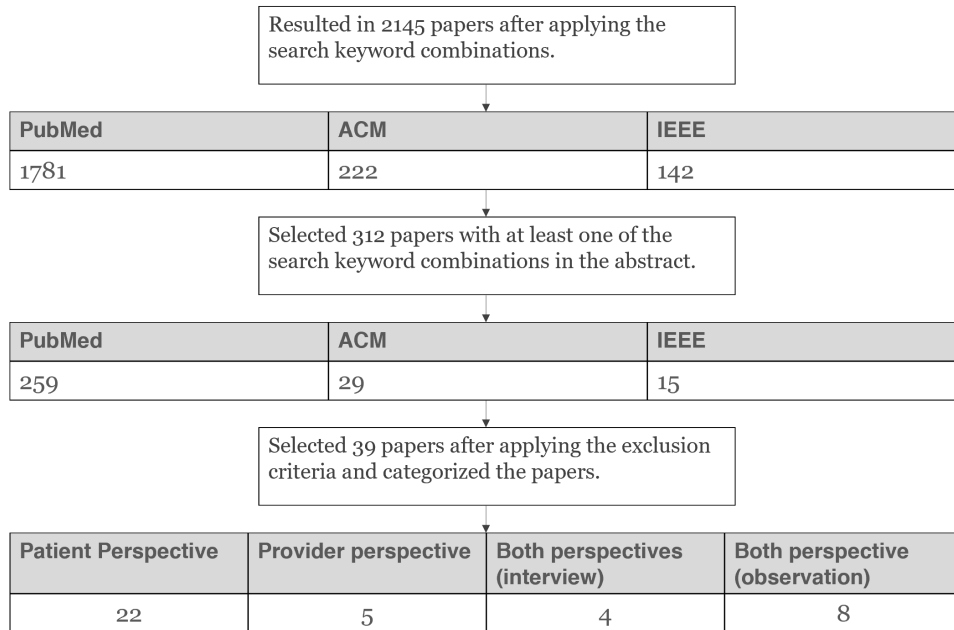 Resulted in 2145 papers after applying the
search keyword combinations.
PubMed ACM IEEE
1781 222 142
Selected 312 papers with at least one of the
search keyword combinations in the abstract.
PubMed ACM IEEE
259 29 15
Selected 39 papers after applying the exclusion
criteria and categorized the papers.
Patient Perspective Provider perspective Both perspectives Both perspective
(interview) (observation)
22 5 4 8